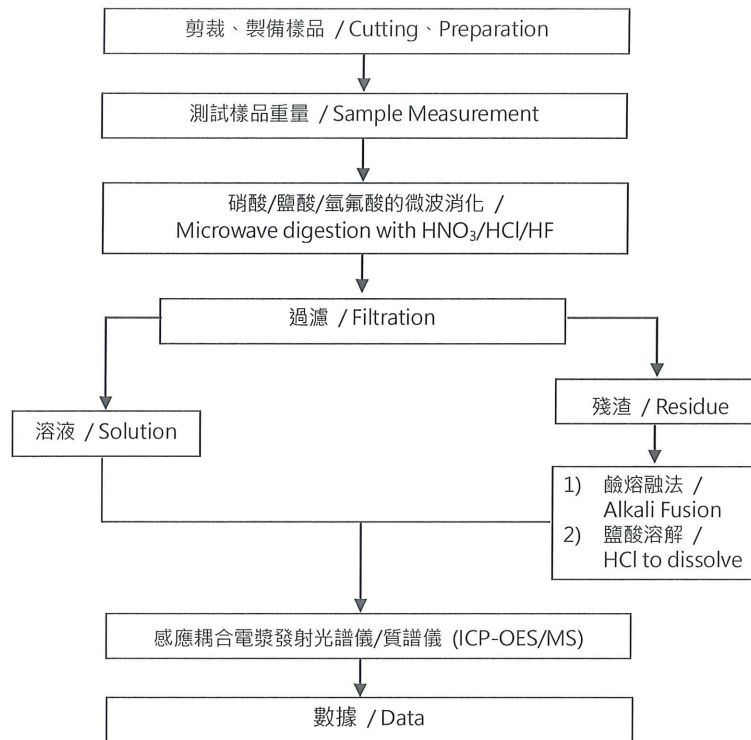 剪裁、製備樣品 / Cutting、Preparation
測試樣品重量 / Sample Measurement
硝酸/鹽酸/氫氟酸的微波消化 /
Microwave digestion with HNO₃/HCl/HF
過濾 / Filtration
溶液 / Solution
殘渣 / Residue
1) 鹼熔融法 /
Alkali Fusion
2) 鹽酸溶解 /
HCl to dissolve
感應耦合電漿發射光譜儀/質譜儀 (ICP-OES/MS)
數據 / Data